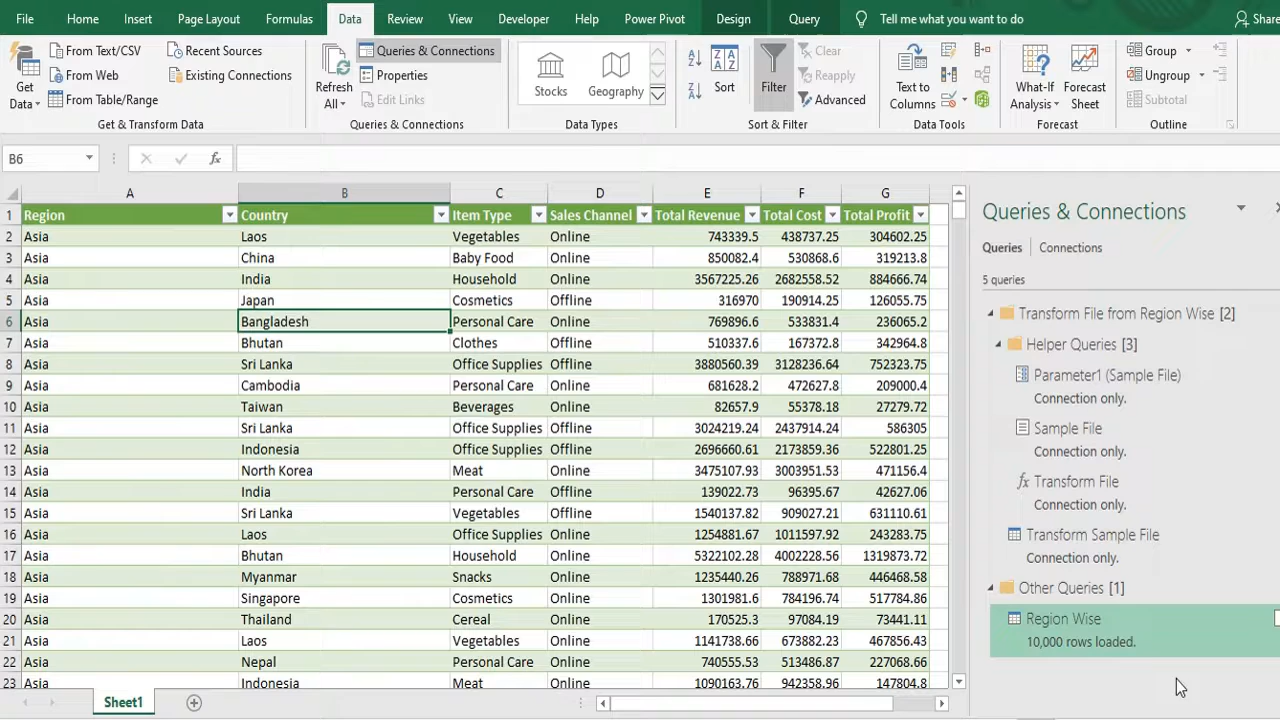 File Home Insert Page Layout Formulas Data Review View Developer Help Power Pivot Design Query Tell me what you want to do Share
Get Data From Text/CSV Recent Sources
From Web Existing Connections
From Table/Range
Get & Transform Data
Refresh All Queries & Connections
Properties
Edit Links
Queries & Connections
Stocks Geography
Data Types
Sort Filter Clear
Reapply
Advanced
Sort & Filter
Text to Columns
Data Tools
What-If Analysis Forecast Sheet
Forecast
Group
Ungroup
Subtotal
Outline
B6 fx
A B C D E F G
1 Region Country Item Type Sales Channel Total Revenue Total Cost Total Profit
2 Asia Laos Vegetables Online 743339.5 438737.25 304602.25
3 Asia China Baby Food Online 850082.4 530868.6 319213.8
4 Asia India Household Online 3567225.26 2682558.52 884666.74
5 Asia Japan Cosmetics Offline 316970 190914.25 126055.75
6 Asia Bangladesh Personal Care Online 769896.6 533831.4 236065.2
7 Asia Bhutan Clothes Offline 510337.6 167372.8 342964.8
8 Asia Sri Lanka Office Supplies Online 3880560.39 3128236.64 752323.75
9 Asia Cambodia Personal Care Online 681628.2 472627.8 209000.4
10 Asia Taiwan Beverages Online 82657.9 55378.18 27279.72
11 Asia Sri Lanka Office Supplies Offline 3024219.24 2437914.24 586305
12 Asia Indonesia Office Supplies Online 2696660.61 2173859.36 522801.25
13 Asia North Korea Meat Online 3475107.93 3003951.53 471156.4
14 Asia India Personal Care Offline 139022.73 96395.67 42627.06
15 Asia Sri Lanka Vegetables Offline 1540137.82 909027.21 631110.61
16 Asia Laos Office Supplies Online 1254881.67 1011597.92 243283.75
17 Asia Bhutan Household Online 5322102.28 4002228.56 1319873.72
18 Asia Myanmar Snacks Online 1235440.26 788971.68 446468.58
19 Asia Singapore Cosmetics Online 1301981.6 784196.74 517784.86
20 Asia Thailand Cereal Online 170525.3 97084.19 73441.11
21 Asia Laos Vegetables Online 1141738.66 673882.23 467856.43
22 Asia Nepal Personal Care Online 740555.53 513486.87 227068.66
23 Asia Indonesia Meat Online 1090163.76 942358.96 147804.8
Sheet1
Queries & Connections
Queries Connections
5 queries
Transform File from Region Wise [2]
Helper Queries [3]
Parameter1 (Sample File)
Connection only.
Sample File
Connection only.
fx Transform File
Connection only.
Transform Sample File
Connection only.
Other Queries [1]
Region Wise
10,000 rows loaded.